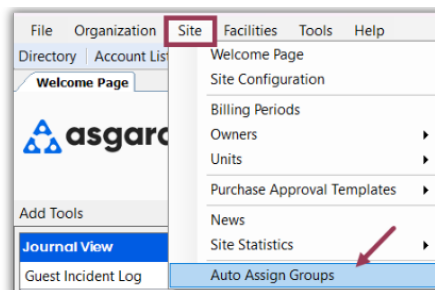 File Organization Site Facilities Tools Help
Directory Account List
Welcome Page
asgard
Add Tools
Journal View
Guest Incident Log
Welcome Page
Site Configuration
Billing Periods
Owners
Units
Purchase Approval Templates
News
Site Statistics
Auto Assign Groups